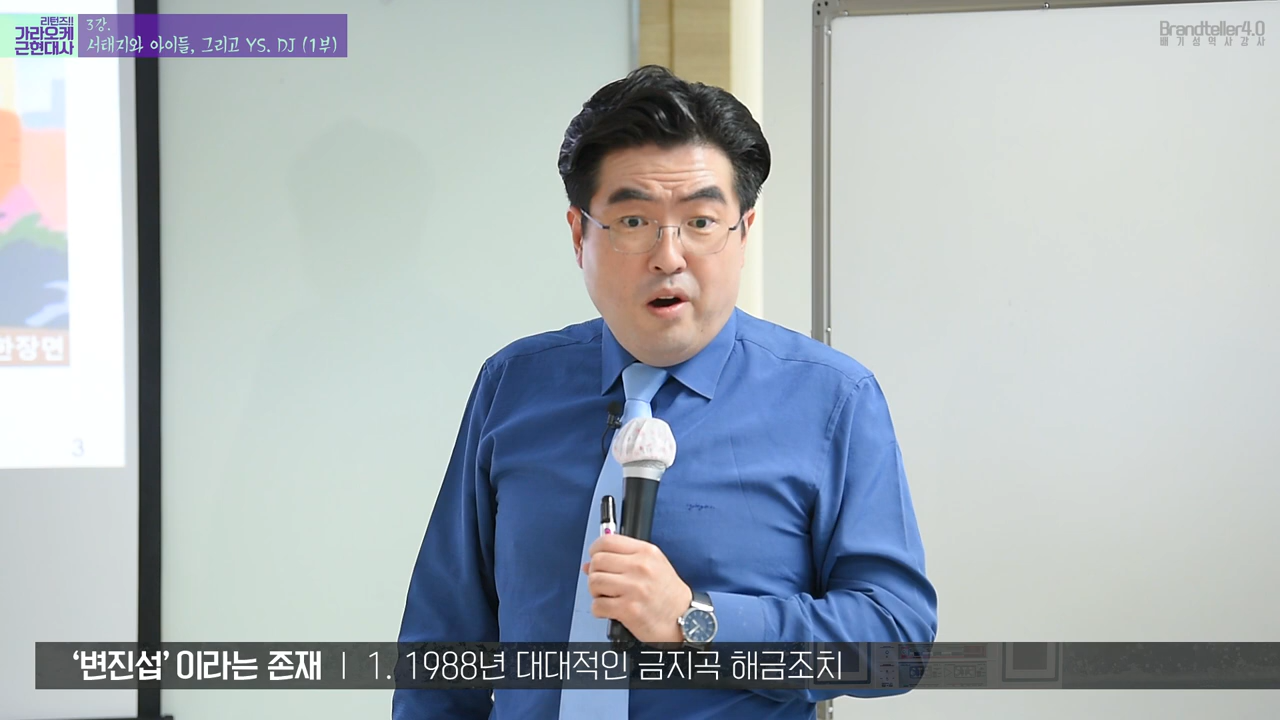 리턴즈!!
가라오케
근현대사
3강.
서태지와 아이들, 그리고 YS. DJ (1부)
Brandteller4.0
배기성역사강사
한장면
3
‘변진섭’ 이라는 존재 | 1. 1988년 대대적인 금지곡 해금조치